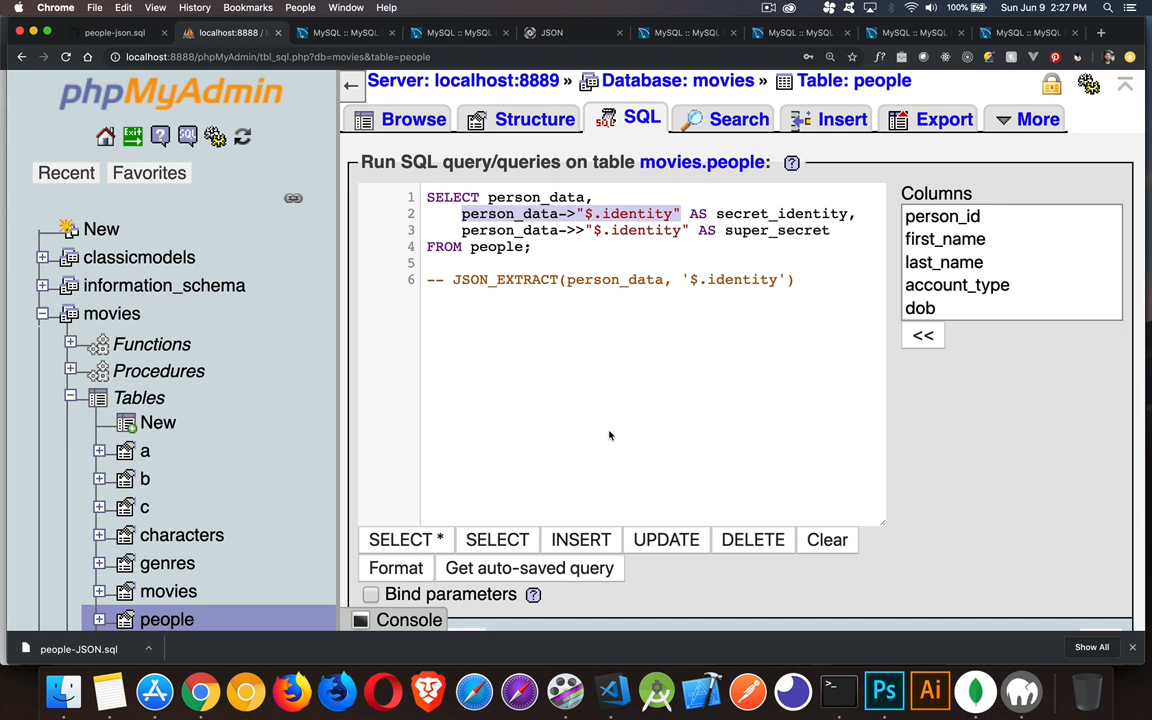 Chrome File Edit View History Bookmarks People Window Help
100% Sun Jun 9 2:27 PM
people-json.sql
localhost:8888 /
MySQL :: MySQL
MySQL :: MySQL
JSON
MySQL :: MySQL
MySQL :: MySQL
MySQL :: MySQL
MySQL :: MySQL
localhost:8888/phpMyAdmin/tbl_sql.php?db=movies&table=people
phpMyAdmin
Exit
SQL
Recent
Favorites
New
classicmodels
information_schema
movies
Functions
Procedures
Tables
New
a
b
c
characters
genres
movies
people
Server: localhost:8889 » Database: movies » Table: people
Browse Structure SQL Search Insert Export More
Run SQL query/queries on table movies.people:
1 SELECT person_data,
2 person_data->"$.identity" AS secret_identity,
3 person_data->>"$.identity" AS super_secret
4 FROM people;
5
6 -- JSON_EXTRACT(person_data, '$.identity')
Columns
person_id
first_name
last_name
account_type
dob
<<
SELECT * SELECT INSERT UPDATE DELETE Clear
Format Get auto-saved query
Bind parameters
Console
people-JSON.sql
Show All
Ps
Ai